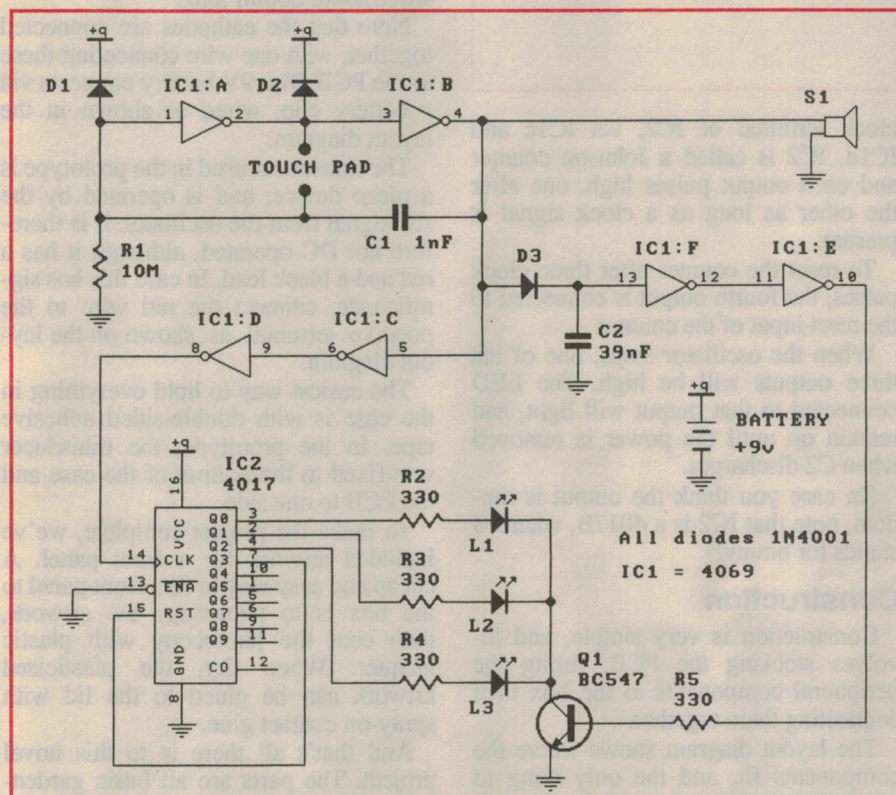 +9
+9
D1
IC1:A
D2
IC1:B
S1
1
2
3
4
TOUCH PAD
C1 1nF
R1
10M
D3
IC1:F
IC1:E
13
12
11
10
IC1:D
IC1:C
8
9
6
5
C2
39nF
+9
BATTERY
+9v
+9
IC2
4017
16
VCC
14
CLK
13
ENA
15
RST
GND
8
Q0
Q1
Q2
Q3
Q4
Q5
Q6
Q7
Q8
Q9
CO
3
2
7
10
1
5
6
9
11
12
R2
330
L1
R3
330
L2
R4
330
L3
All diodes 1N4001
IC1 = 4069
Q1
BC547
R5
330